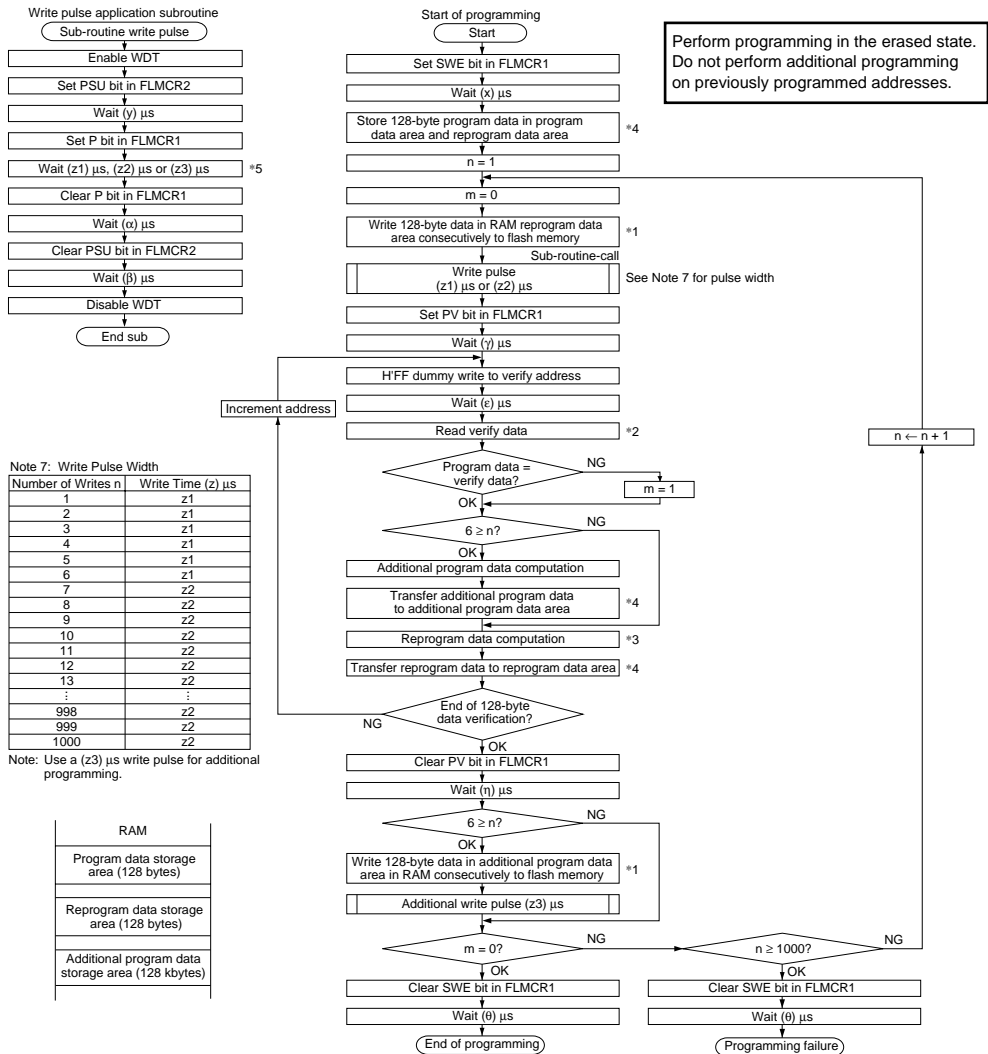 Write pulse application subroutine
Sub-routine write pulse
Enable WDT
Set PSU bit in FLMCR2
Wait (y) μs
Set P bit in FLMCR1
Wait (z1) μs, (z2) μs or (z3) μs *5
Clear P bit in FLMCR1
Wait (α) μs
Clear PSU bit in FLMCR2
Wait (β) μs
Disable WDT
End sub
Start of programming
Start
Set SWE bit in FLMCR1
Wait (x) μs
Store 128-byte program data in program
data area and reprogram data area *4
n = 1
m = 0
Write 128-byte data in RAM reprogram data
area consecutively to flash memory *1
Sub-routine-call
Write pulse
(z1) μs or (z2) μs
See Note 7 for pulse width
Set PV bit in FLMCR1
Wait (γ) μs
H'FF dummy write to verify address
Wait (ε) μs
Read verify data *2
Increment address
Program data =
verify data?
NG
m = 1
OK
6 ≥ n?
NG
OK
Additional program data computation
Transfer additional program data
to additional program data area *4
Reprogram data computation *3
Transfer reprogram data to reprogram data area *4
End of 128-byte
data verification?
NG
OK
Clear PV bit in FLMCR1
Wait (η) μs
6 ≥ n?
NG
OK
Write 128-byte data in additional program data
area in RAM consecutively to flash memory *1
Additional write pulse (z3) μs
m = 0?
NG
OK
Clear SWE bit in FLMCR1
Wait (θ) μs
End of programming
n ≥ 1000?
NG
OK
Clear SWE bit in FLMCR1
Wait (θ) μs
Programming failure
n ← n + 1
Perform programming in the erased state.
Do not perform additional programming
on previously programmed addresses.
Note 7: Write Pulse Width
Number of Writes n Write Time (z) μs
1 z1
2 z1
3 z1
4 z1
5 z1
6 z1
7 z2
8 z2
9 z2
10 z2
11 z2
12 z2
13 z2
⋮ ⋮
998 z2
999 z2
1000 z2
Note: Use a (z3) μs write pulse for additional
programming.
RAM
Program data storage
area (128 bytes)
Reprogram data storage
area (128 bytes)
Additional program data
storage area (128 kbytes)